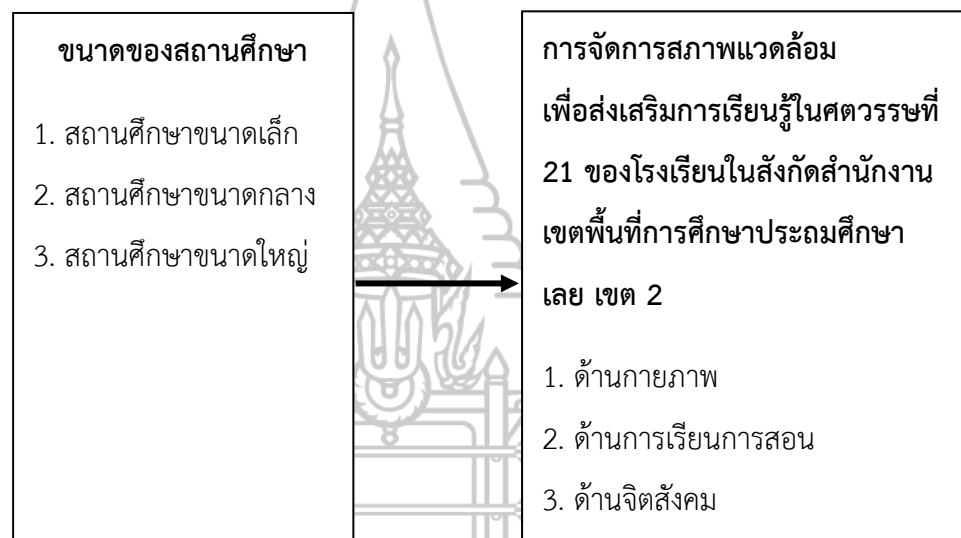 ขนาดของสถานศึกษา
1. สถานศึกษาขนาดเล็ก
2. สถานศึกษาขนาดกลาง
3. สถานศึกษาขนาดใหญ่
การจัดการสภาพแวดล้อม
เพื่อส่งเสริมการเรียนรู้ในศตวรรษที่
21 ของโรงเรียนในสังกัดสำนักงาน
เขตพื้นที่การศึกษาประถมศึกษา
เลย เขต 2
1. ด้านกายภาพ
2. ด้านการเรียนการสอน
3. ด้านจิตสังคม